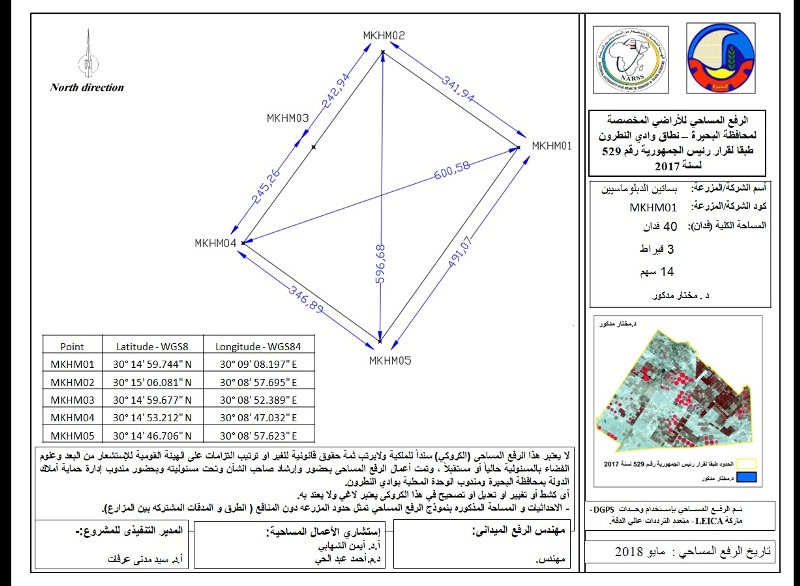 North direction
MKHM02
MKHM03
MKHM01
MKHM04
MKHM05
242,94
341,94
245,26
600,58
596,68
491,07
346,89
Point Latitude - WGS8 Longitude - WGS84
MKHM01 30° 14' 59.744" N 30° 09' 08.197" E
MKHM02 30° 15' 06.081" N 30° 08' 57.695" E
MKHM03 30° 14' 59.677" N 30° 08' 52.389" E
MKHM04 30° 14' 53.212" N 30° 08' 47.032" E
MKHM05 30° 14' 46.706" N 30° 08' 57.623" E
لا يعتبر هذا الرفع المساحي (الكروكي) سنداً للملكية ولايرتب ثمة حقوق قانونية للغير او ترتيب التزامات على الهيئة القومية للإستشعار من البعد وعلوم
الفضاء بالمسئولية حالياً أو مستقبلاً ، وتمت أعمال الرفع المساحى بحضور وإرشاد صاحب الشأن وتحت مسئوليته وبحضور مندوب إدارة حماية أملاك
الدولة بمحافظة البحيرة ومندوب الوحدة المحلية بوادى النطرون.
أى كشط أو تغيير او تعديل او تصحيح في هذا الكروكى يعتبر لاغي ولا يعتد به.
- الاحداثيات و المساحة المذكوره بنموذج الرفع المساحي تمثل حدود المزرعه دون المنافع ( الطرق و المدقات المشتركه بين المزارع).
مهندس الرفع الميدانى:
مهندس.
إستشاري الأعمال المساحية:
أ.د. أيمن الشهابي
د.م.أحمد عبد الحي
المدير التنفيذى للمشروع:-
أ.د. سيد مدنى عرفات
NARSS
الرفع المساحي للأراضي المخصصة
لمحافظة البحيرة – نطاق وادي النطرون
طبقا لقرار رئيس الجمهورية رقم 529
لسنة 2017
أسم الشركة/المزرعة: بساتين الدبلوماسيين
كود الشركة/المزرعة: MKHM01
المساحة الكلية (فدان): 40 فدان
3 قيراط
14 سهم
د . مختار مدكور
د.مختار مدكور
الحدود طبقا لقرار رئيس الجمهورية رقم 529 لسنة 2017
د.مختار مدكور
تم الرفع المساحي بإستخدام وحدات DGPS-
ماركة LEICA - متعدد الترددات عالي الدقة.
تاريخ الرفع المساحي : مايو 2018